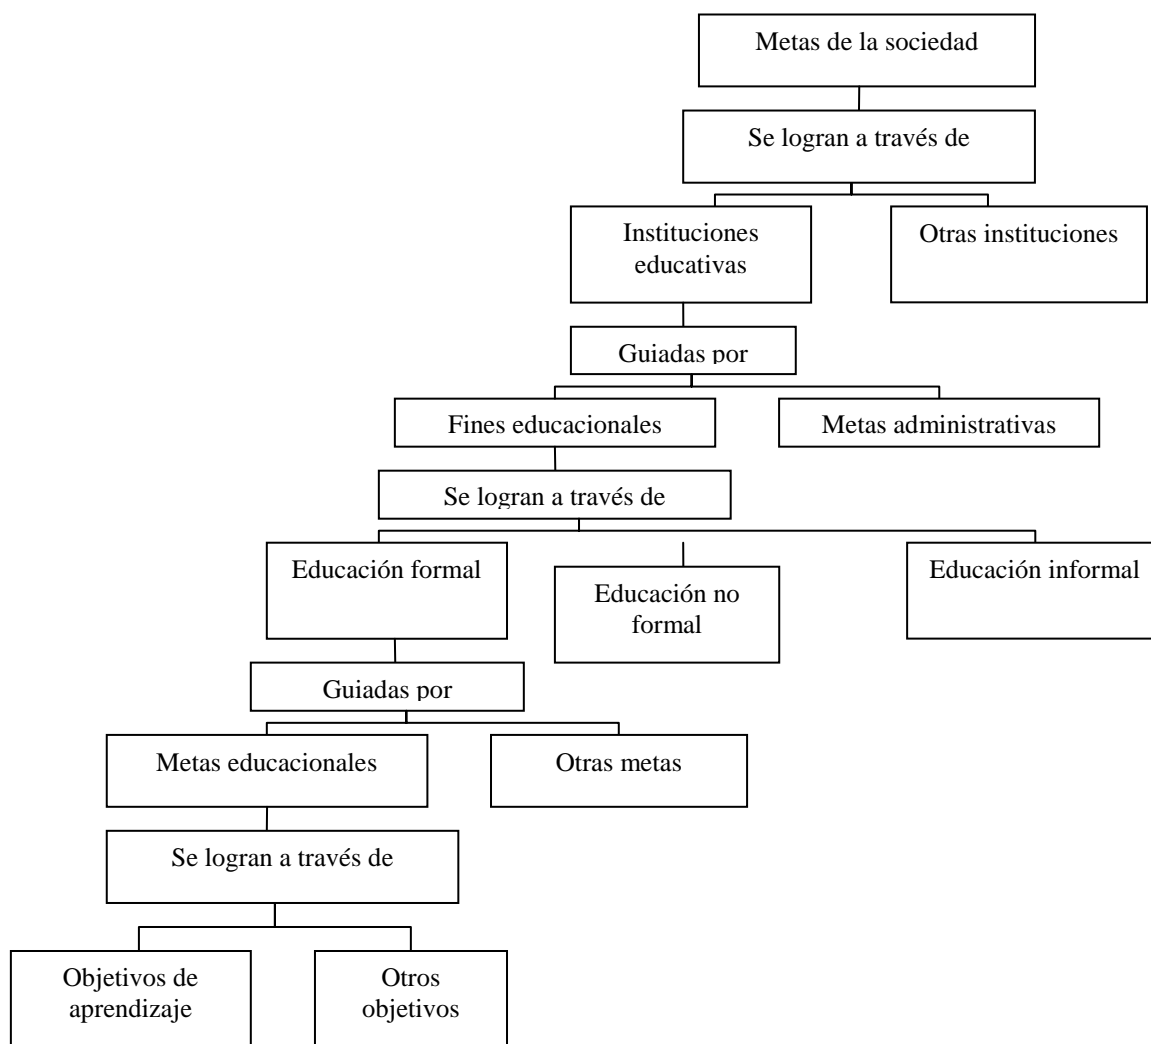 Metas de la sociedad
Se logran a través de
Instituciones
educativas
Otras instituciones
Guiadas por
Fines educacionales
Metas administrativas
Se logran a través de
Educación formal
Educación no
formal
Educación informal
Guiadas por
Metas educacionales
Otras metas
Se logran a través de
Objetivos de
aprendizaje
Otros
objetivos